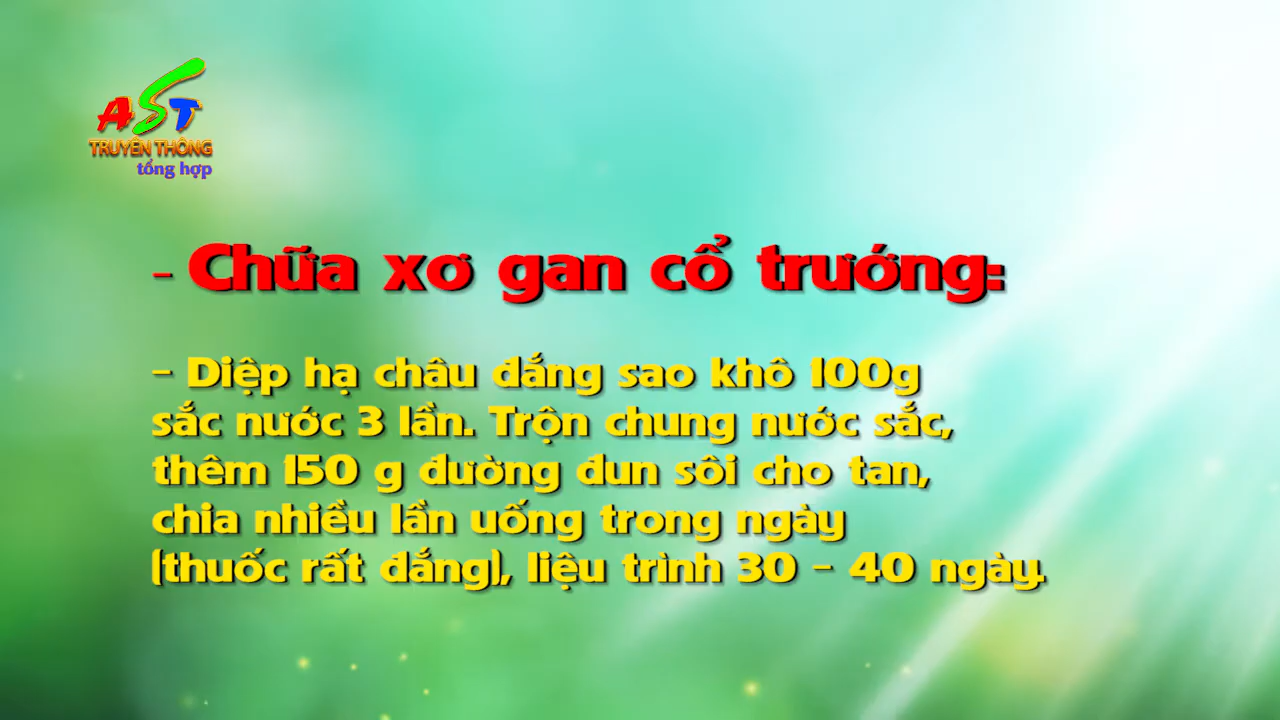 AST
TRUYỀN THÔNG
tổng hợp
- Chữa xơ gan cổ trướng:
- Diệp hạ châu đắng sao khô 100g
sắc nước 3 lần. Trộn chung nước sắc,
thêm 150 g đường đun sôi cho tan,
chia nhiều lần uống trong ngày
(thuốc rất đắng), liệu trình 30 - 40 ngày.